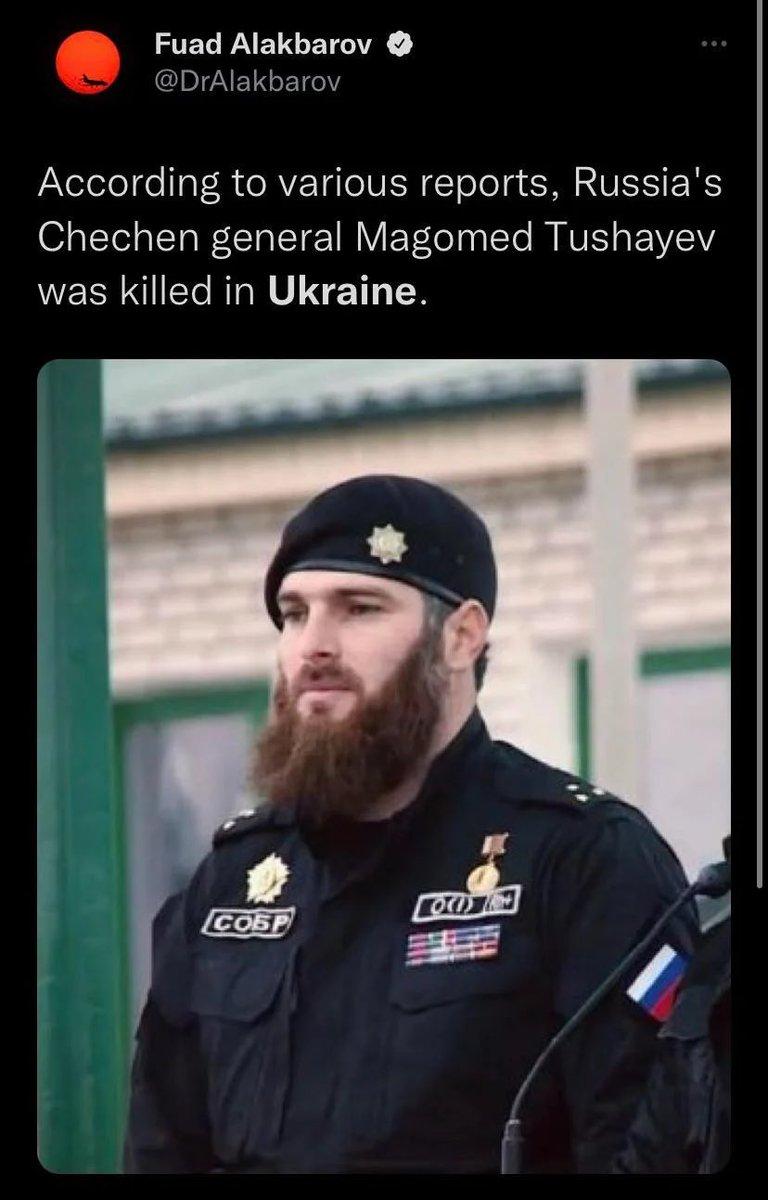 Fuad Alakbarov
@DrAlakbarov
According to various reports, Russia's
Chechen general Magomed Tushayev
was killed in Ukraine.
СОБР